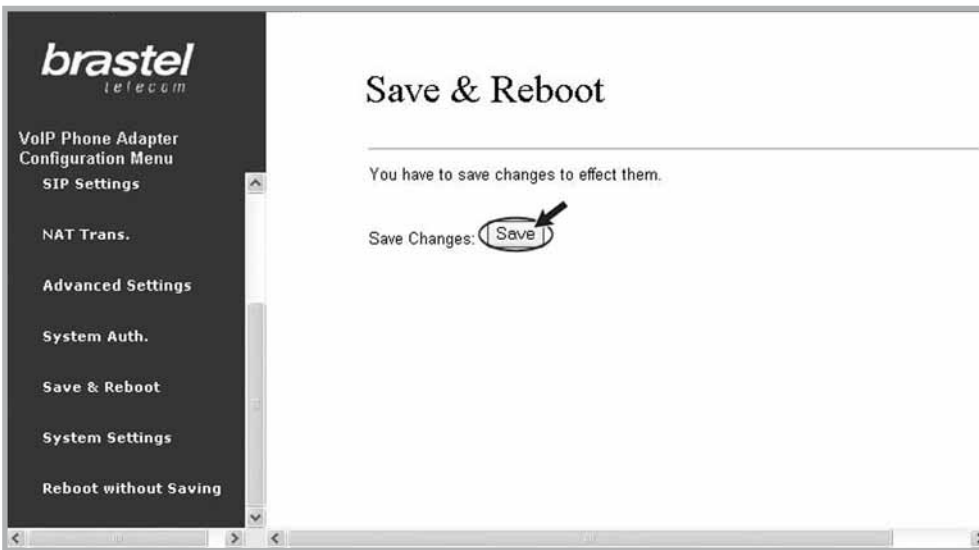 brastel
telecom
VoIP Phone Adapter
Configuration Menu
SIP Settings
NAT Trans.
Advanced Settings
System Auth.
Save & Reboot
System Settings
Reboot without Saving
Save & Reboot
You have to save changes to effect them.
Save Changes: Save